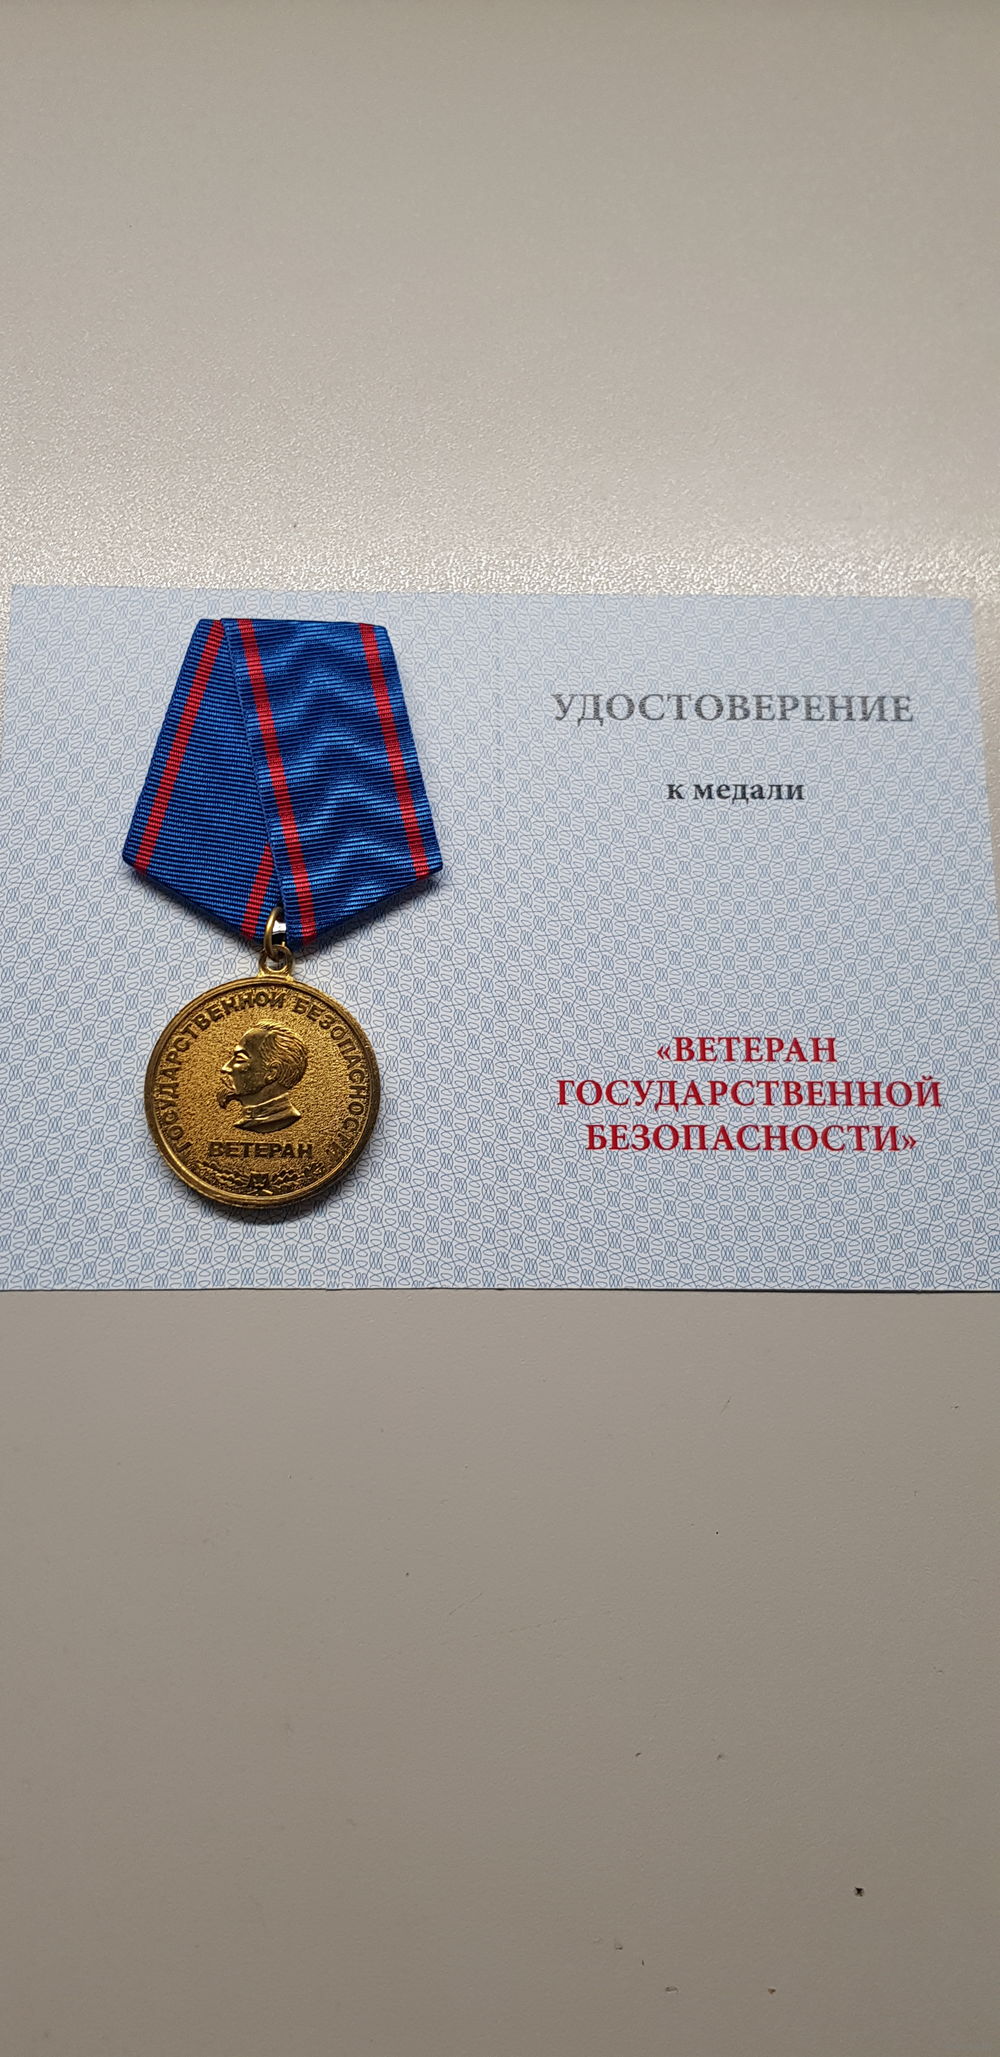 ГОСУДАРСТВЕННОЙ БЕЗОПАСНОСТИ
ВЕТЕРАН
УДОСТОВЕРЕНИЕ
к медали
«ВЕТЕРАН
ГОСУДАРСТВЕННОЙ
БЕЗОПАСНОСТИ»